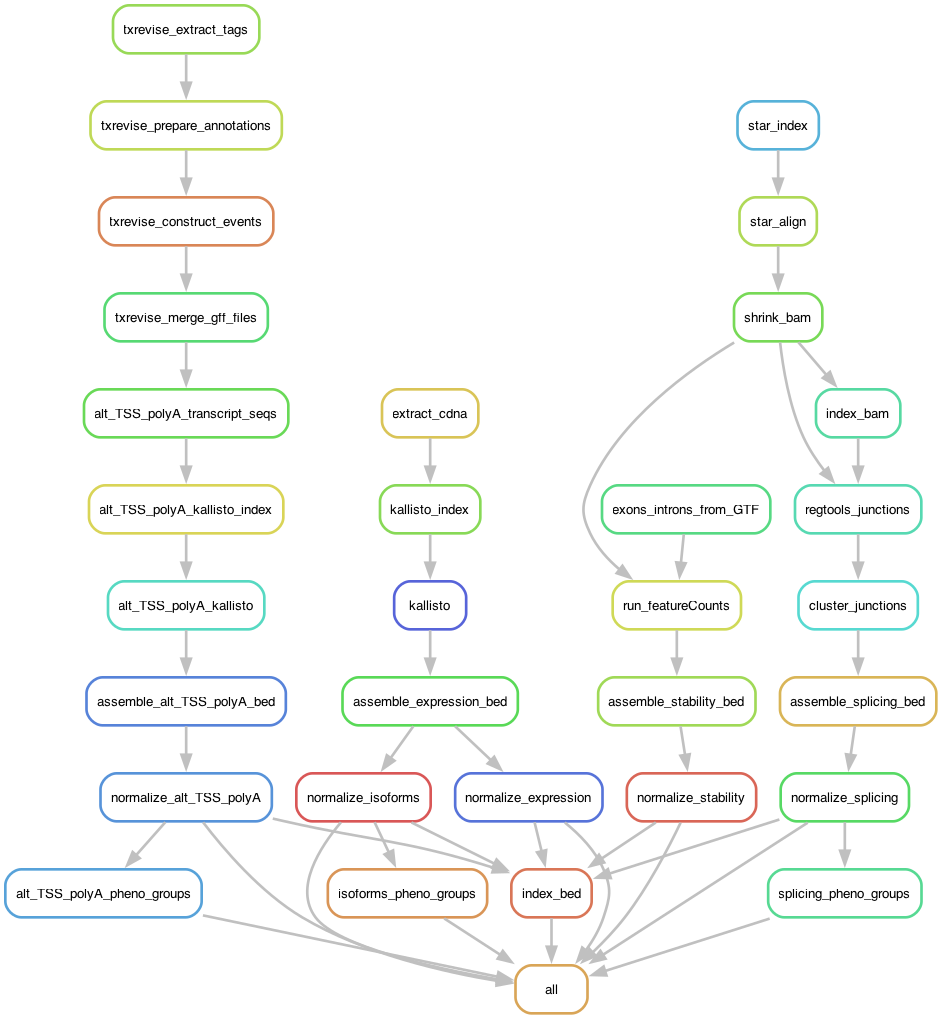 txrevise_extract_tags
txrevise_prepare_annotations
star_index
txrevise_construct_events
star_align
txrevise_merge_gff_files
shrink_bam
alt_TSS_polyA_transcript_seqs
extract_cdna
index_bam
alt_TSS_polyA_kallisto_index
kallisto_index
exons_introns_from_GTF
regtools_junctions
alt_TSS_polyA_kallisto
kallisto
run_featureCounts
cluster_junctions
assemble_alt_TSS_polyA_bed
assemble_expression_bed
assemble_stability_bed
assemble_splicing_bed
normalize_alt_TSS_polyA
normalize_isoforms
normalize_expression
normalize_stability
normalize_splicing
alt_TSS_polyA_pheno_groups
isoforms_pheno_groups
index_bed
splicing_pheno_groups
all